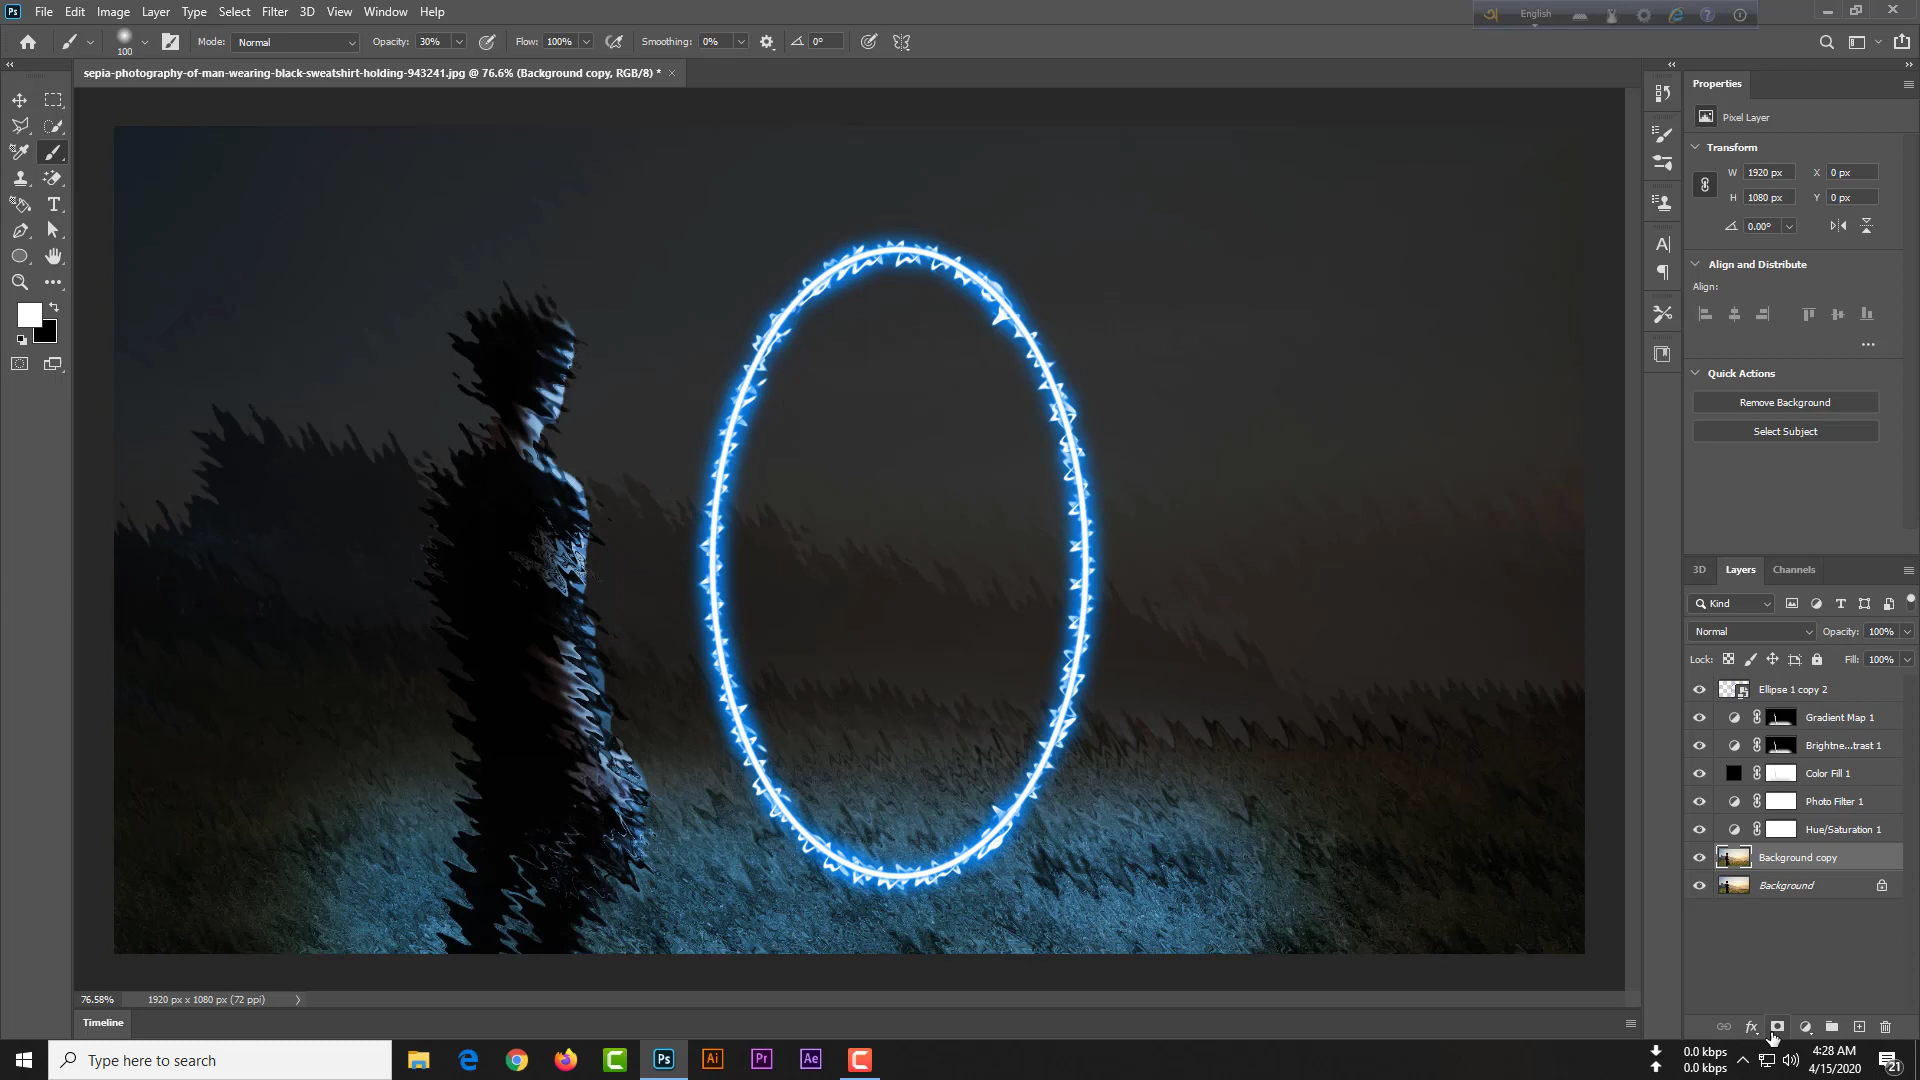 Ps File Edit Image Layer Type Select Filter 3D View Window Help
English
100 Mode: Normal Opacity: 30% Flow: 100% Smoothing: 0% 0°
sepia-photography-of-man-wearing-black-sweatshirt-holding-943241.jpg @ 76.6% (Background copy, RGB/8) * ×
Properties
Pixel Layer
Transform
W 1920 px X 0 px
H 1080 px Y 0 px
0.00°
Align and Distribute
Align:
Quick Actions
Remove Background
Select Subject
3D Layers Channels
Kind
Normal Opacity: 100%
Lock: Fill: 100%
Ellipse 1 copy 2
Gradient Map 1
Brightne...trast 1
Color Fill 1
Photo Filter 1
Hue/Saturation 1
Background copy
Background
fx
76.58% 1920 px x 1080 px (72 ppi)
Timeline
Type here to search
Ps Ai Pr Ae
0.0 kbps
0.0 kbps
4:28 AM
4/15/2020
21